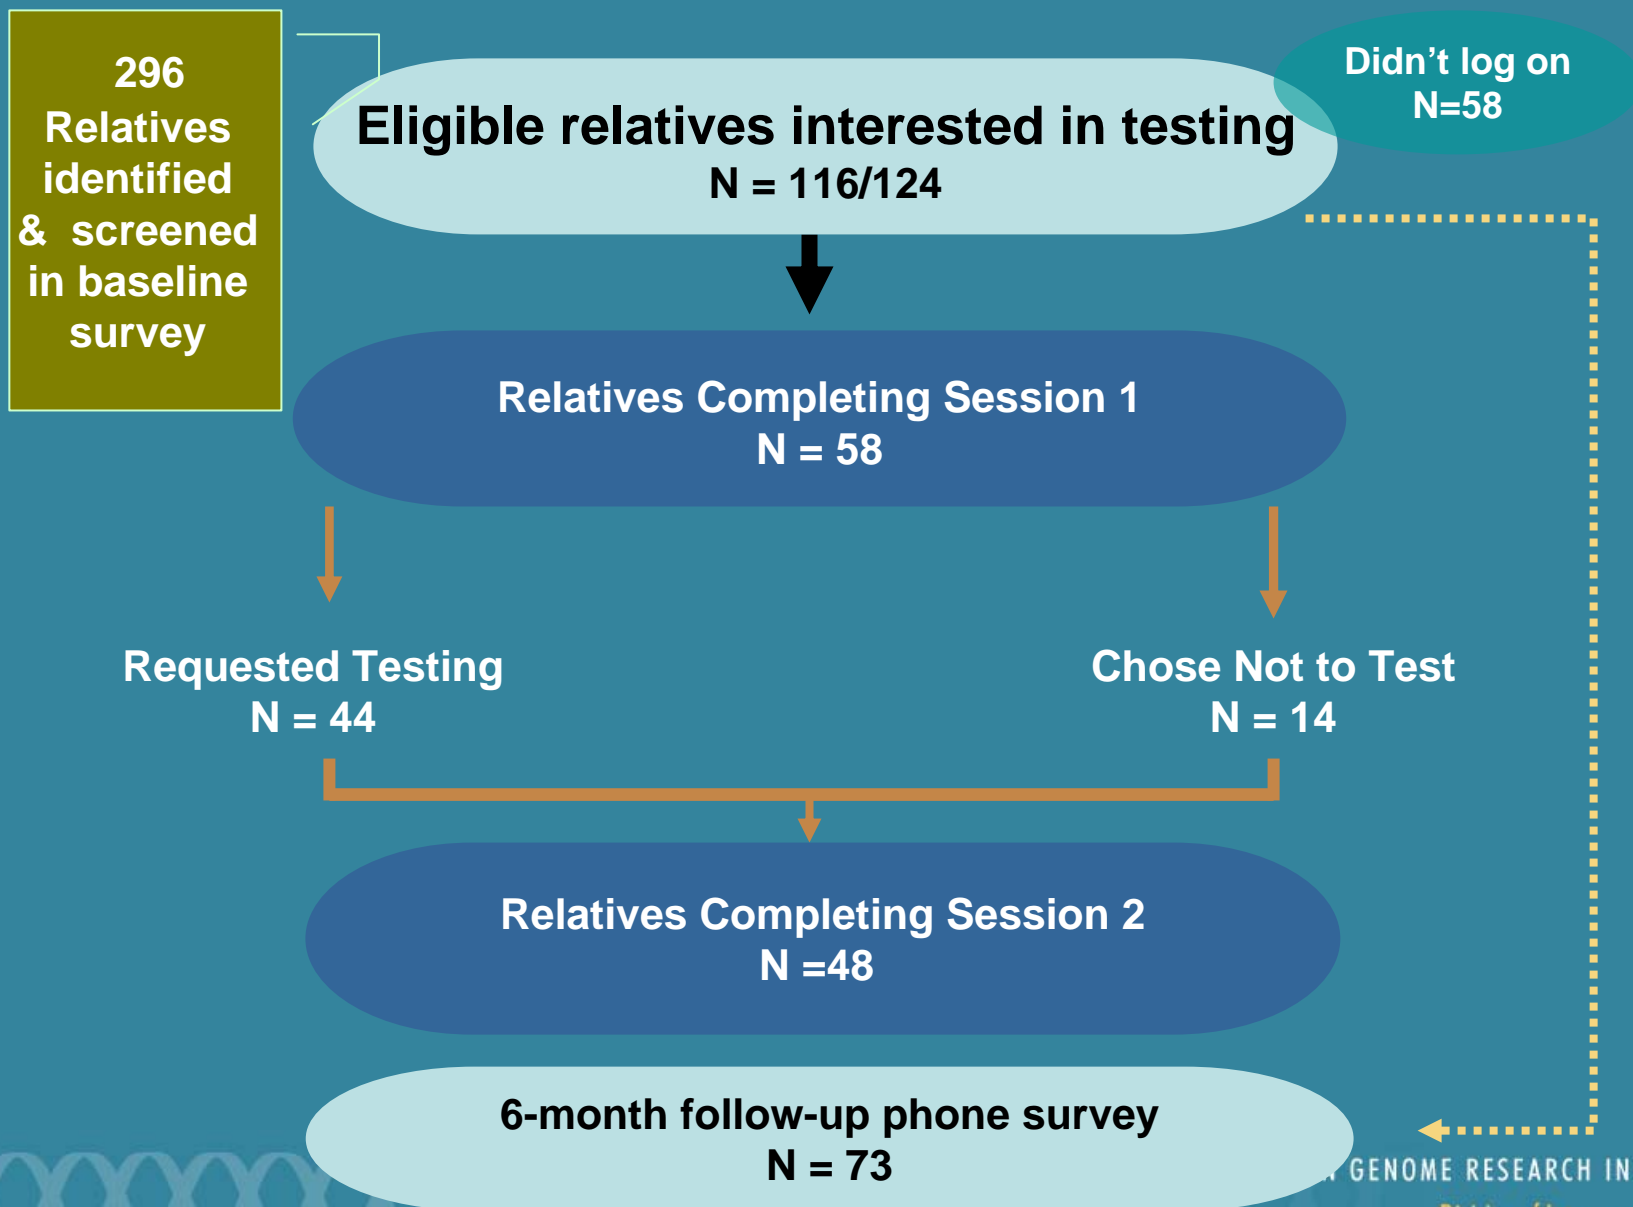 296
Relatives
identified
& screened
in baseline
survey
Eligible relatives interested in testing
N = 116/124
Didn't log on
N=58
Relatives Completing Session 1
N = 58
Requested Testing
N = 44
Chose Not to Test
N = 14
Relatives Completing Session 2
N =48
6-month follow-up phone survey
N = 73
GENOME RESEARCH IN